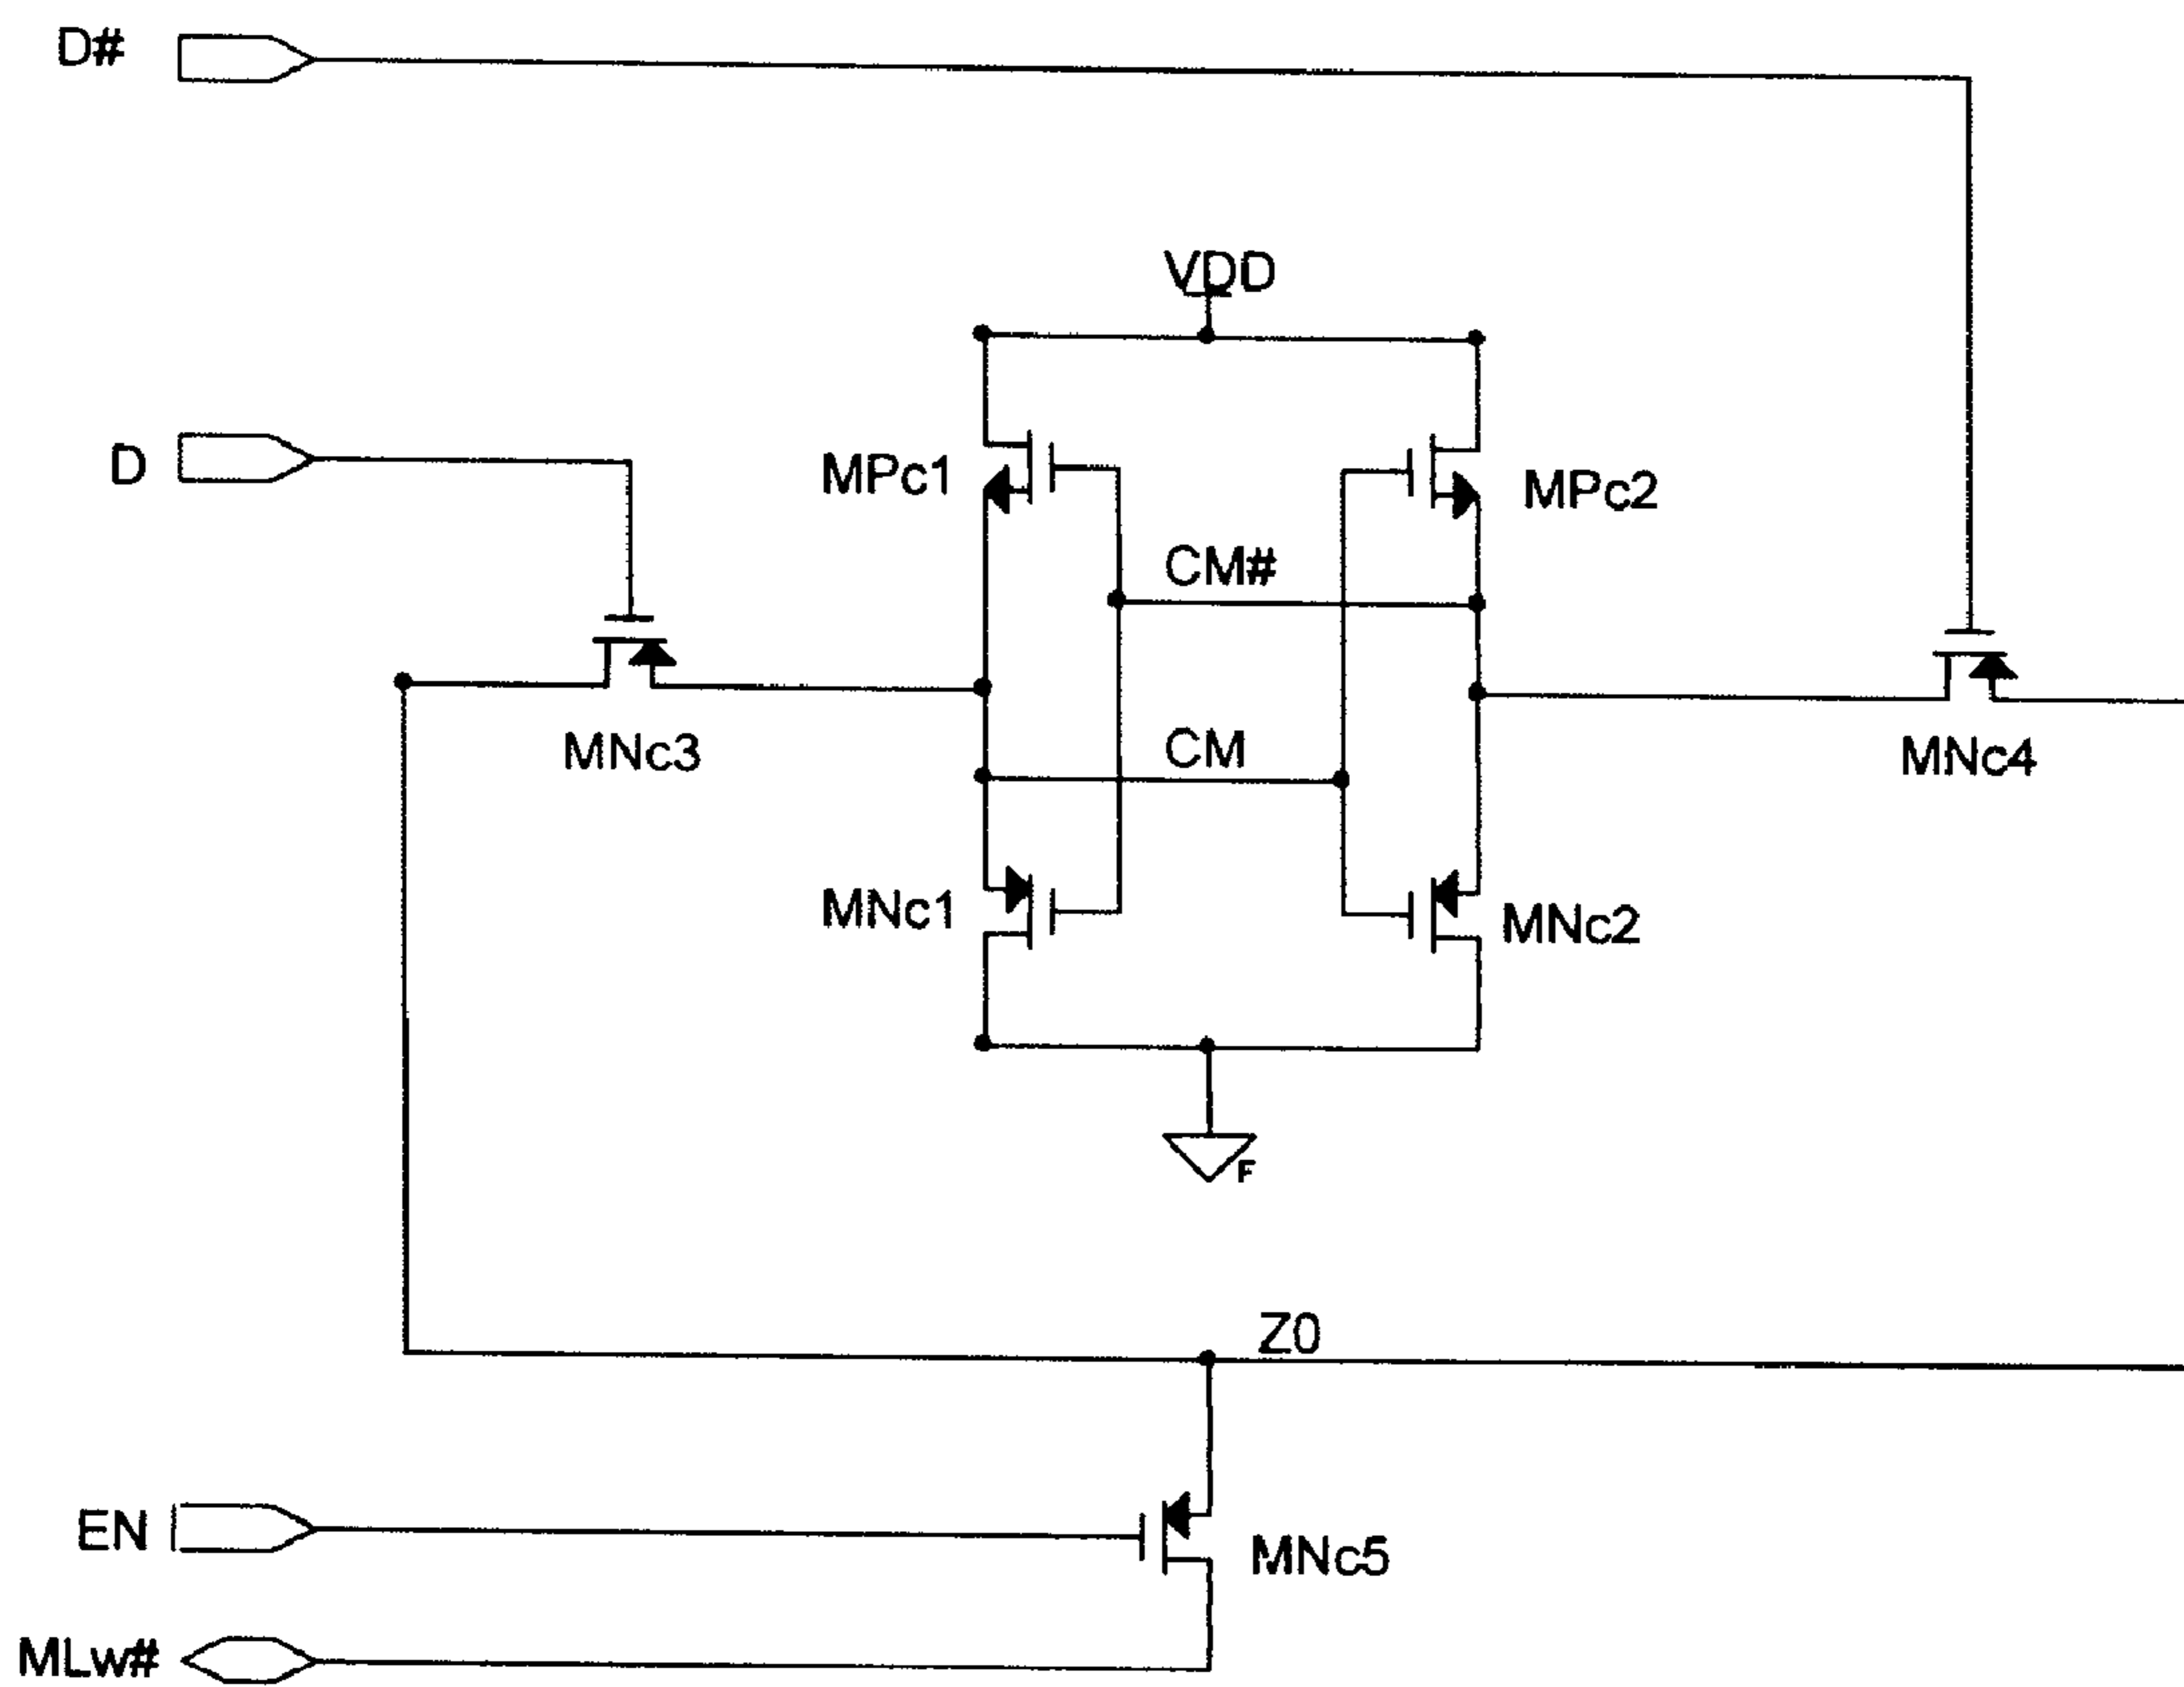 D#
VDD
D
MPc1
MPc2
CM#
MNc3
CM
MNc4
MNc1
MNc2
F
Z0
EN
MNc5
MLw#